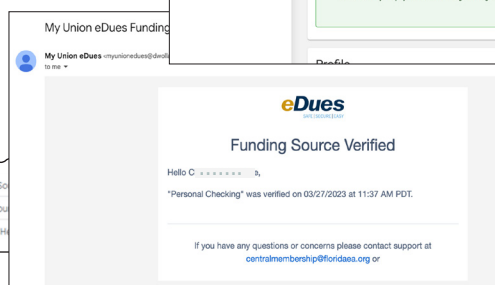 My Union eDues Funding
My Union eDues <myunionedues@dwolla
to me
Profile
eDues
SAFE | SECURE | EASY
Funding Source Verified
Hello C
"Personal Checking" was verified on 03/27/2023 at 11:37 AM PDT.
If you have any questions or concerns please contact support at
centralmembership@floridaea.org or